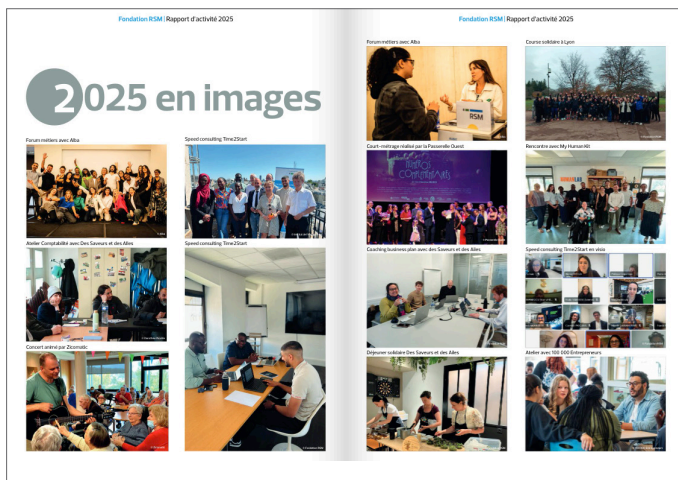 Fondation RSM | Rapport d'activité 2025
2025 en images
Forum métiers avec Alba
Speed consulting Time2Start
Atelier Comptabilité avec Des Saveurs et des Ailes
Speed consulting Time2Start
Concert animé par Zicomatic
Fondation RSM | Rapport d'activité 2025
Forum métiers avec Alba
RSM
Course solidaire à Lyon
Court-métrage réalisé par la Passerelle Ouest
Rencontre avec My Human Kit
HUMANLAB
Coaching business plan avec des Saveurs et des Ailes
Speed consulting Time2Start en visio
Déjeuner solidaire Des Saveurs et des Ailes
Atelier avec 100 000 Entrepreneurs